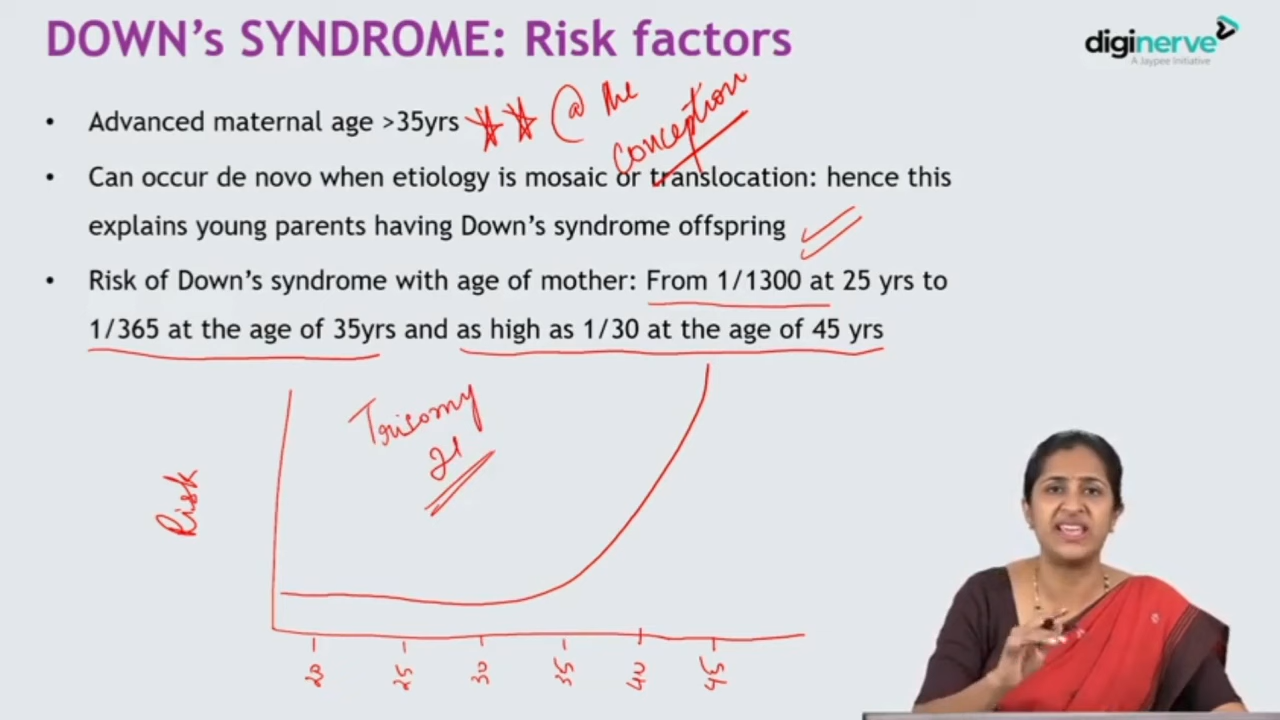 DOWN's SYNDROME: Risk factors
diginerve
A Jaypee Initiative
• Advanced maternal age >35yrs @ the conception
• Can occur de novo when etiology is mosaic or translocation: hence this
explains young parents having Down's syndrome offspring
• Risk of Down's syndrome with age of mother: From 1/1300 at 25 yrs to
1/365 at the age of 35yrs and as high as 1/30 at the age of 45 yrs
Trisomy
21
Risk
20 25 30 35 40 45